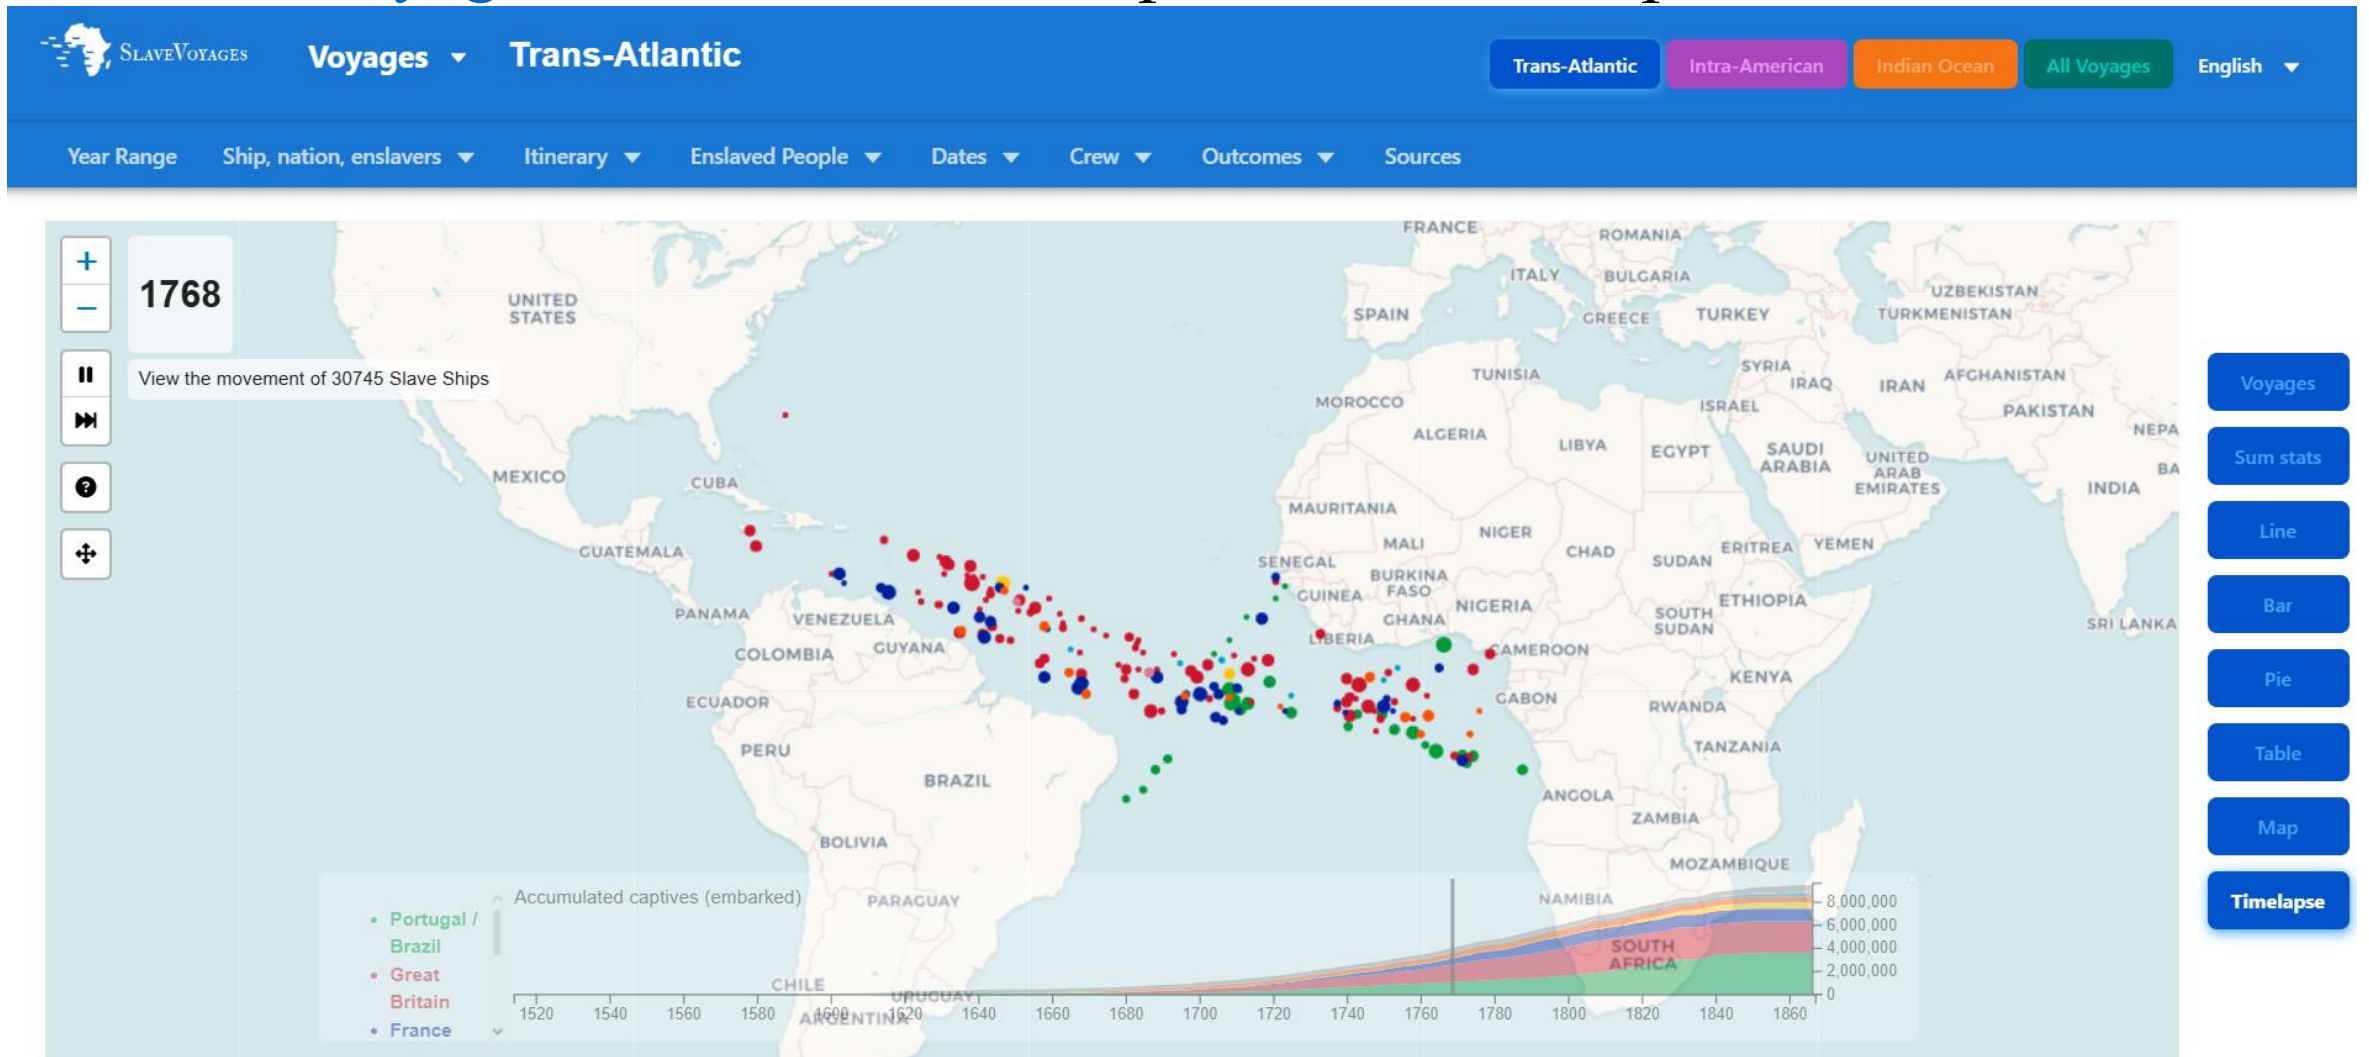 SLAVEVOYAGES
Voyages
Trans-Atlantic
Trans-Atlantic
Intra-American
Indian Ocean
All Voyages
English
Year Range
Ship, nation, enslavers
Itinerary
Enslaved People
Dates
Crew
Outcomes
Sources
+
−
1768
View the movement of 30745 Slave Ships
FRANCE
ROMANIA
ITALY
BULGARIA
UZBEKISTAN
UNITED
STATES
SPAIN
GREECE
TURKEY
TURKMENISTAN
TUNISIA
SYRIA
IRAQ
IRAN
AFGHANISTAN
MOROCCO
ISRAEL
PAKISTAN
ALGERIA
LIBYA
EGYPT
SAUDI
ARABIA
UNITED
ARAB
EMIRATES
NEPA
BA
INDIA
MEXICO
CUBA
MAURITANIA
MALI
NIGER
CHAD
SUDAN
ERITREA
YEMEN
GUATEMALA
SENEGAL
BURKINA
FASO
GUINEA
NIGERIA
SOUTH
SUDAN
ETHIOPIA
PANAMA
VENEZUELA
GHANA
LIBERIA
SRI LANKA
COLOMBIA
GUYANA
CAMEROON
KENYA
ECUADOR
GABON
RWANDA
PERU
TANZANIA
BRAZIL
ANGOLA
ZAMBIA
BOLIVIA
MOZAMBIQUE
PARAGUAY
NAMIBIA
SOUTH
AFRICA
CHILE
URUGUAY
ARGENTINA
Accumulated captives (embarked)
Portugal /
Brazil
Great
Britain
France
1520 1540 1560 1580 1600 1620 1640 1660 1680 1700 1720 1740 1760 1780 1800 1820 1840 1860
8,000,000
6,000,000
4,000,000
2,000,000
0
Voyages
Sum stats
Line
Bar
Pie
Table
Map
Timelapse